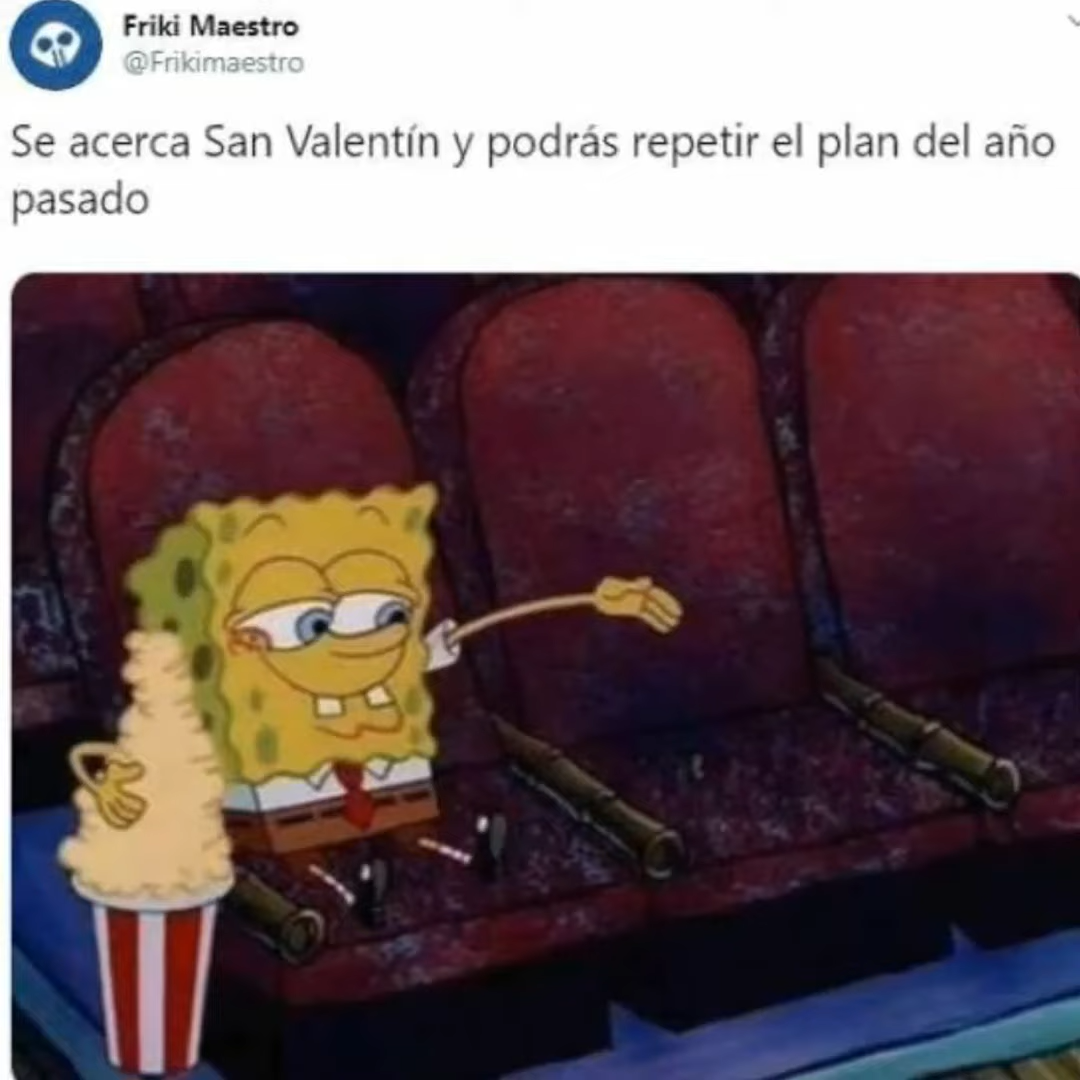 Friki Maestro
@Frikimaestro
Se acerca San Valentín y podrás repetir el plan del año
pasado